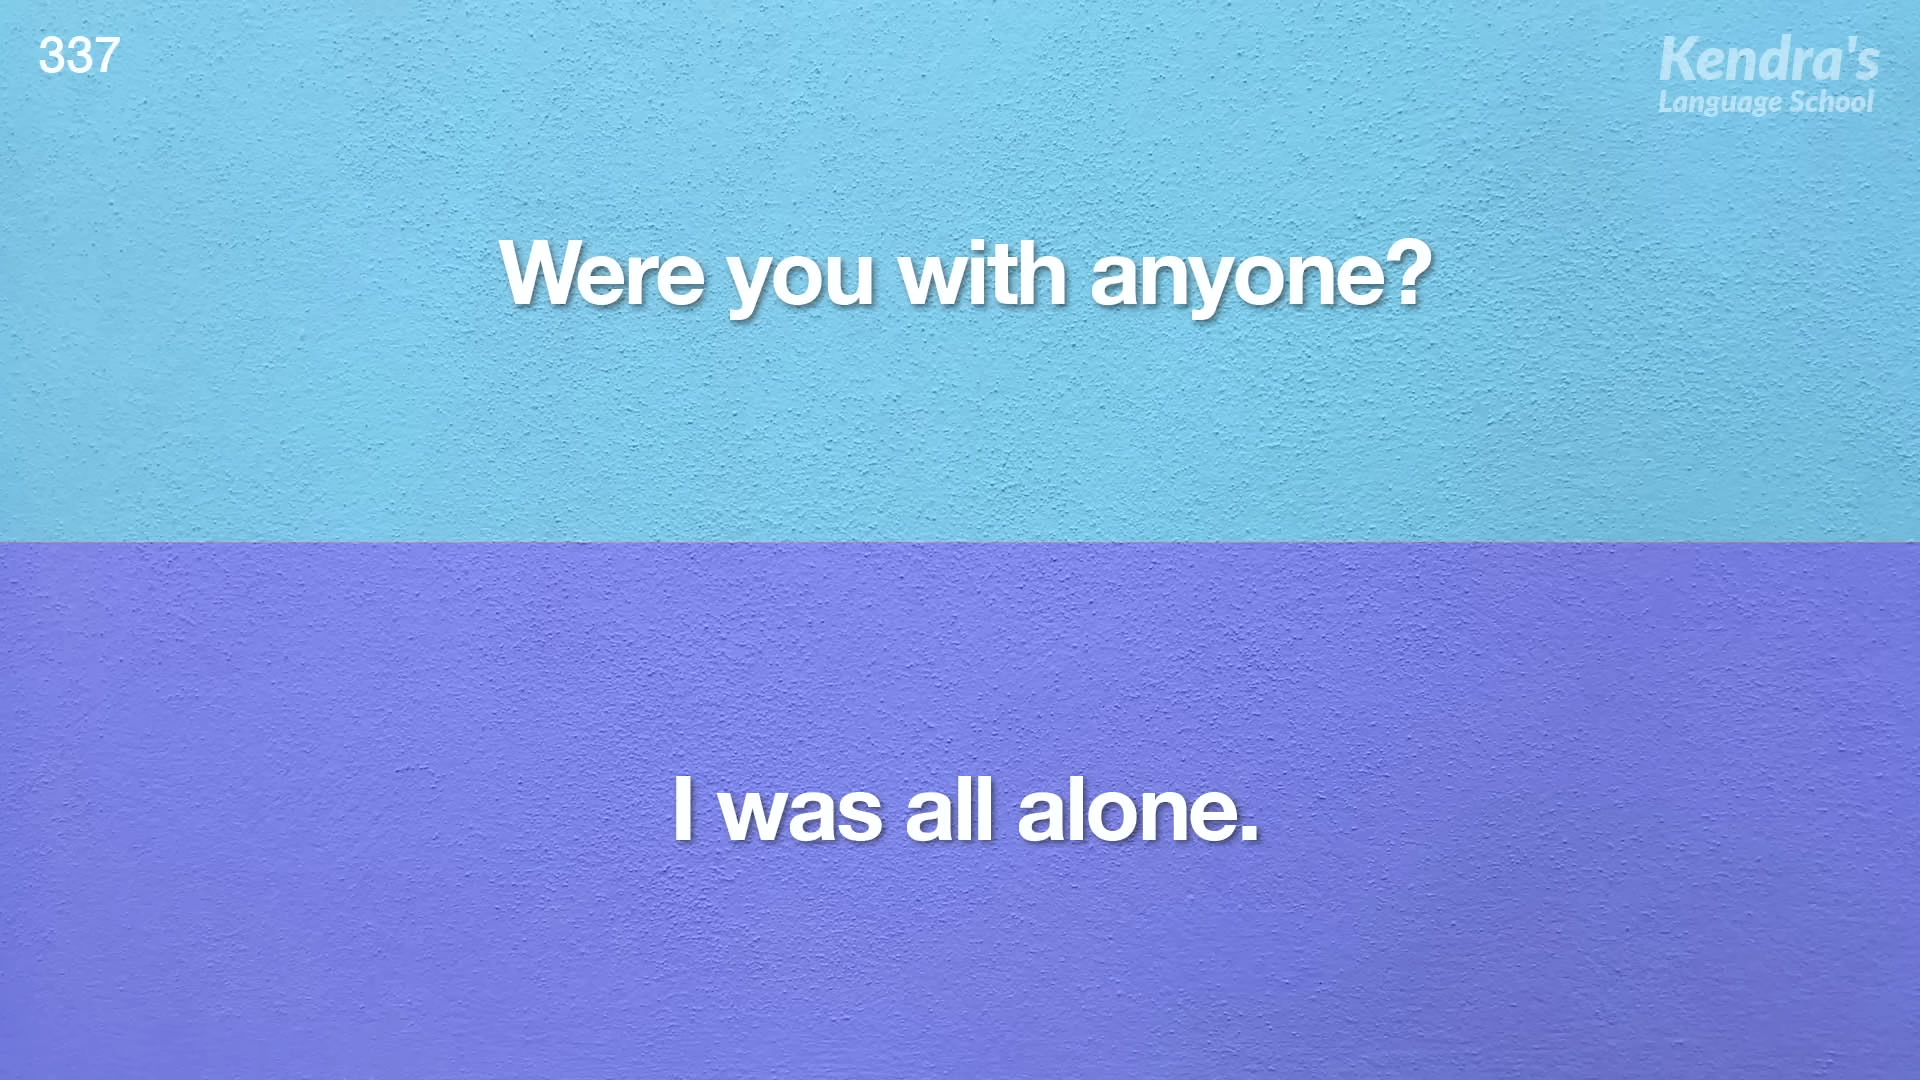 337
Kendra's
Language School
Were you with anyone?
I was all alone.